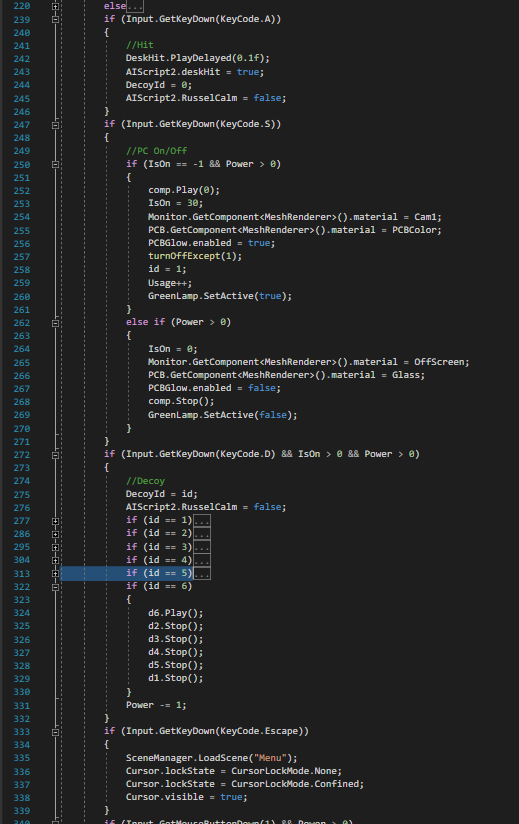 220 else...
239 if (Input.GetKeyDown(KeyCode.A))
240 {
241 //Hit
242 DeskHit.PlayDelayed(0.1f);
243 AIScript2.deskHit = true;
244 DecoyId = 0;
245 AIScript2.RusselCalm = false;
246 }
247 if (Input.GetKeyDown(KeyCode.S))
248 {
249 //PC On/Off
250 if (IsOn == -1 && Power > 0)
251 {
252 comp.Play(0);
253 IsOn = 30;
254 Monitor.GetComponent<MeshRenderer>().material = Cam1;
255 PCB.GetComponent<MeshRenderer>().material = PCBColor;
256 PCBGlow.enabled = true;
257 turnOffExcept(1);
258 id = 1;
259 Usage++;
260 GreenLamp.SetActive(true);
261 }
262 else if (Power > 0)
263 {
264 IsOn = 0;
265 Monitor.GetComponent<MeshRenderer>().material = OffScreen;
266 PCB.GetComponent<MeshRenderer>().material = Glass;
267 PCBGlow.enabled = false;
268 comp.Stop();
269 GreenLamp.SetActive(false);
270 }
271 }
272 if (Input.GetKeyDown(KeyCode.D) && IsOn > 0 && Power > 0)
273 {
274 //Decoy
275 DecoyId = id;
276 AIScript2.RusselCalm = false;
277 if (id == 1)...
286 if (id == 2)...
295 if (id == 3)...
304 if (id == 4)...
313 if (id == 5)...
322 if (id == 6)
323 {
324 d6.Play();
325 d2.Stop();
326 d3.Stop();
327 d4.Stop();
328 d5.Stop();
329 d1.Stop();
330 }
331 Power -= 1;
332 }
333 if (Input.GetKeyDown(KeyCode.Escape))
334 {
335 SceneManager.LoadScene("Menu");
336 Cursor.lockState = CursorLockMode.None;
337 Cursor.lockState = CursorLockMode.Confined;
338 Cursor.visible = true;
339 }
340 if (Input.GetMouseButtonDown(1) && Power > 0)